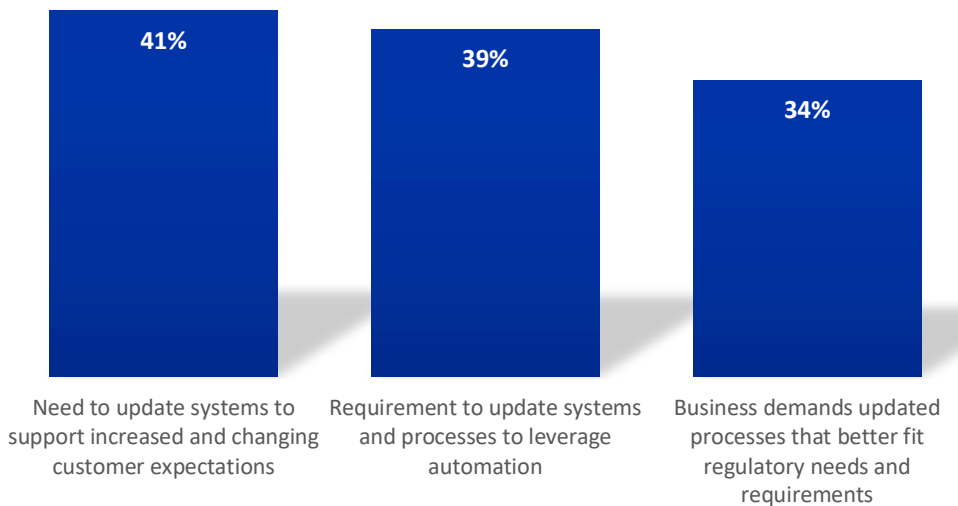 41%
39%
34%
Need to update systems to
support increased and changing
customer expectations
Requirement to update systems
and processes to leverage
automation
Business demands updated
processes that better fit
regulatory needs and
requirements